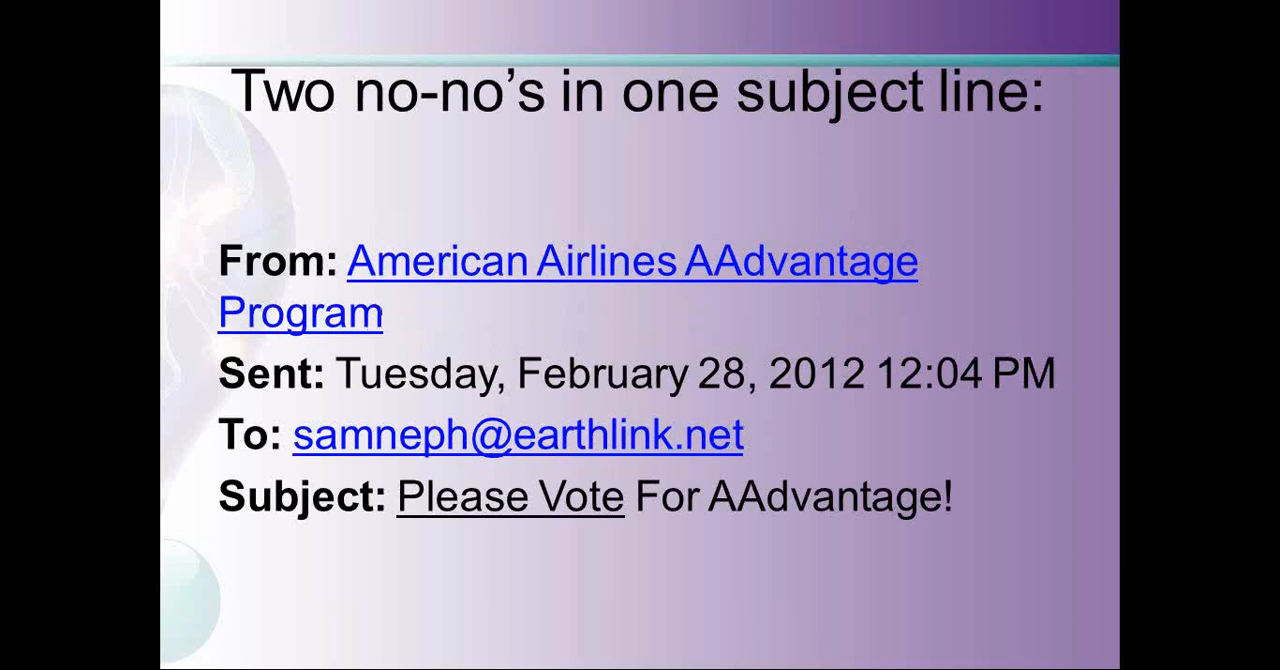 Two no-no’s in one subject line:
From: American Airlines AAdvantage
Program
Sent: Tuesday, February 28, 2012 12:04 PM
To: samneph@earthlink.net
Subject: Please Vote For AAdvantage!